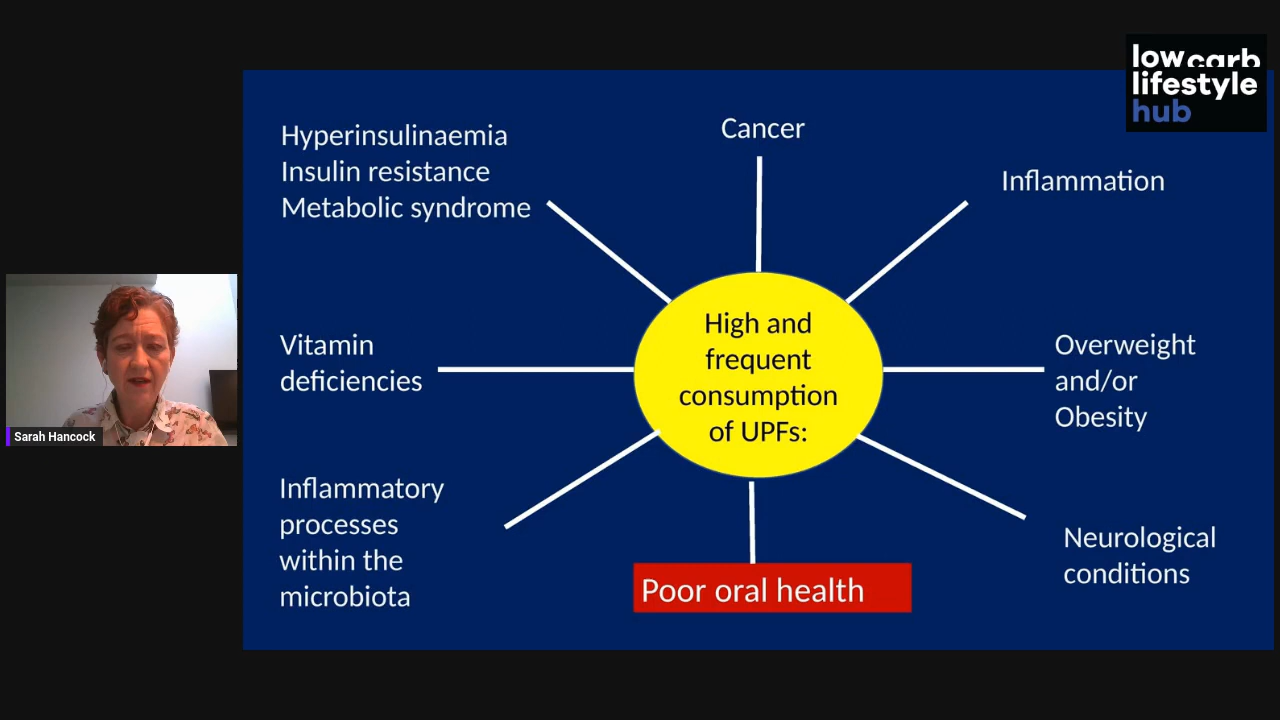 low carb
lifestyle
hub
Hyperinsulinaemia
Insulin resistance
Metabolic syndrome
Cancer
Inflammation
High and
frequent
consumption
of UPFs:
Vitamin
deficiencies
Overweight
and/or
Obesity
Inflammatory
processes
within the
microbiota
Poor oral health
Neurological
conditions
Sarah Hancock